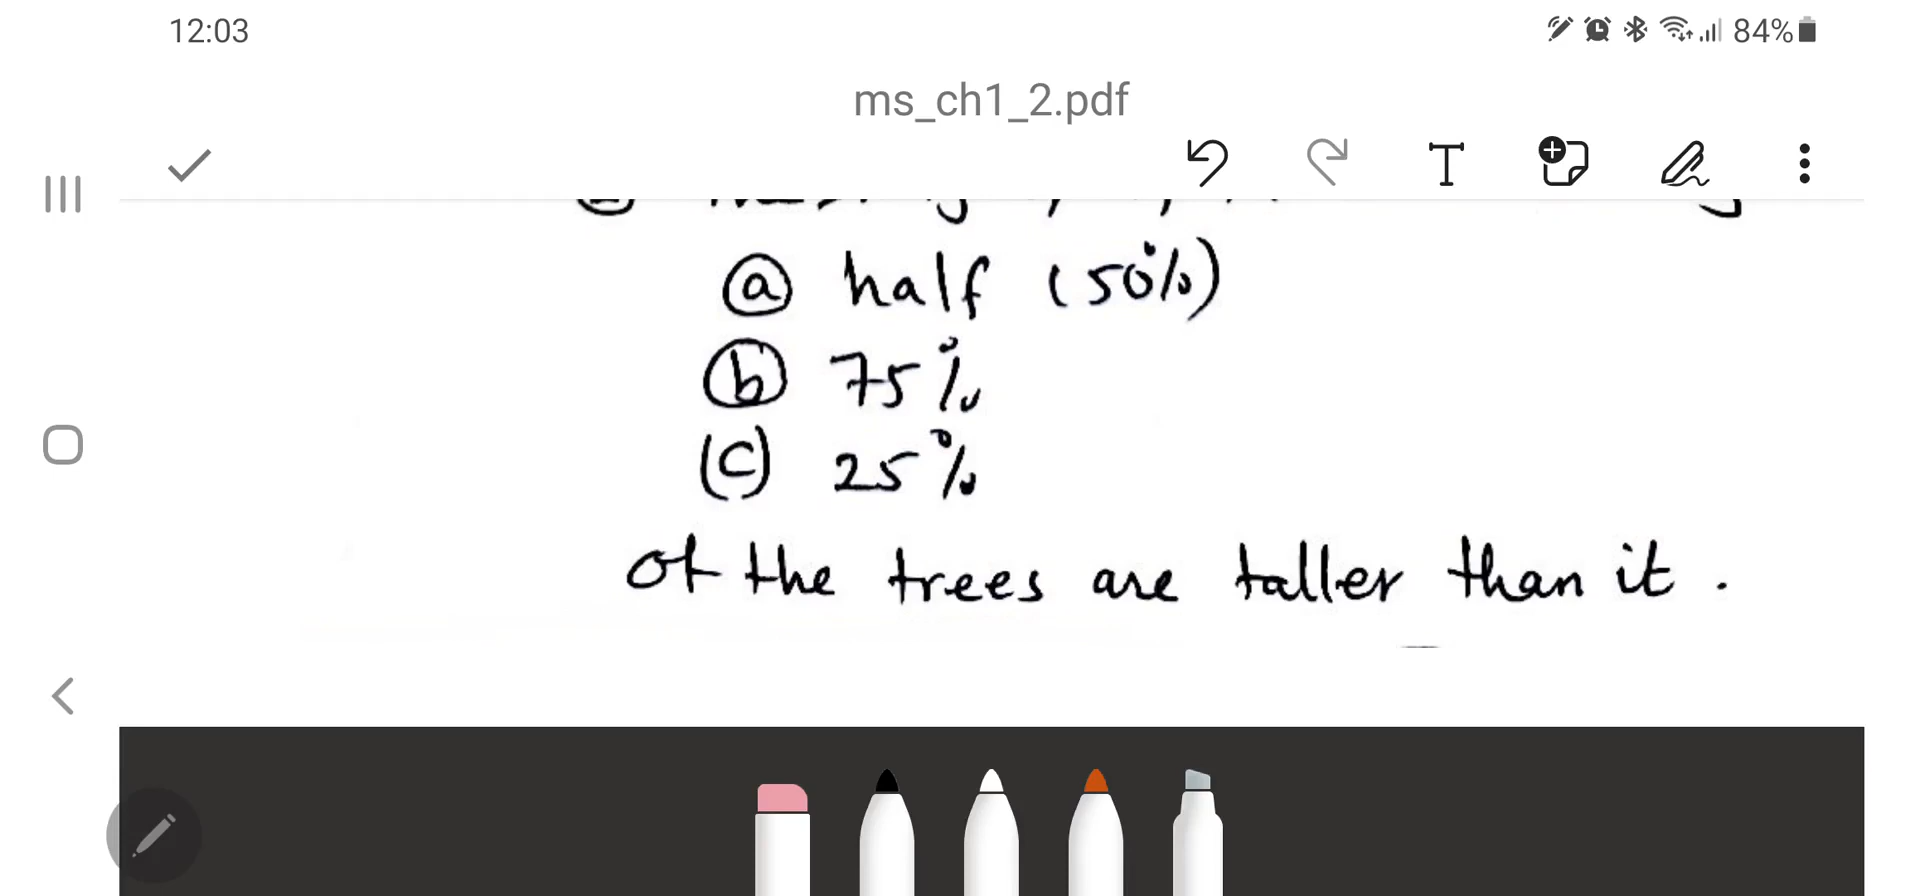 12:03
84%
ms_ch1_2.pdf
T
(a) half (50%)
(b) 75%
(c) 25%
of the trees are taller than it.